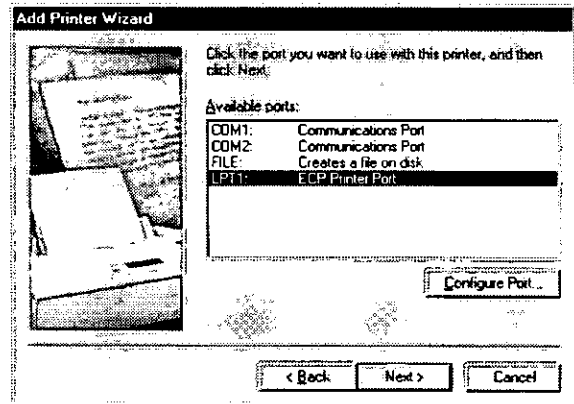 Add Printer Wizard
Click the port you want to use with this printer, and then
click Next.
Available ports:
COM1: Communications Port
COM2: Communications Port
FILE: Creates a file on disk
LPT1: ECP Printer Port
Configure Port...
< Back Next > Cancel